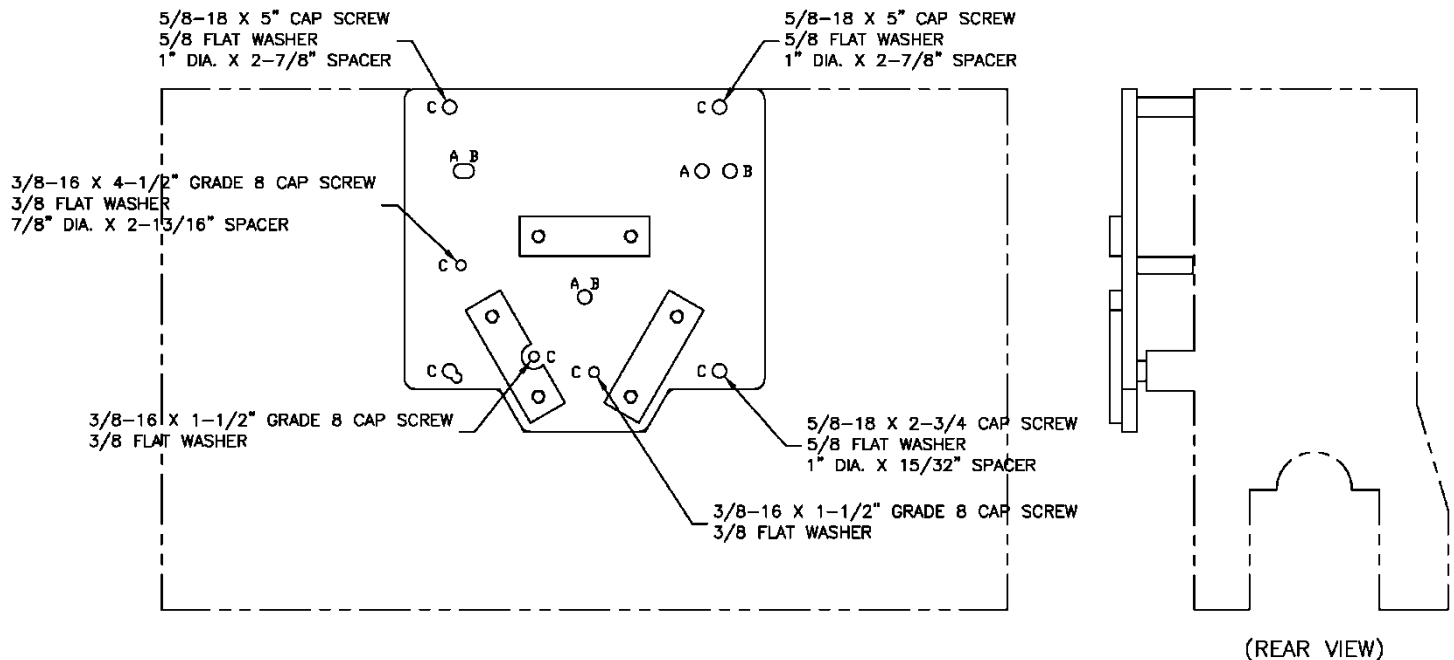 5/8-18 X 5" CAP SCREW
5/8 FLAT WASHER
1" DIA. X 2-7/8" SPACER
5/8-18 X 5" CAP SCREW
5/8 FLAT WASHER
1" DIA. X 2-7/8" SPACER
C
C
A B
A B
3/8-16 X 4-1/2" GRADE 8 CAP SCREW
3/8 FLAT WASHER
7/8" DIA. X 2-13/16" SPACER
C
A B
C
C
C
C
3/8-16 X 1-1/2" GRADE 8 CAP SCREW
3/8 FLAT WASHER
5/8-18 X 2-3/4 CAP SCREW
5/8 FLAT WASHER
1" DIA. X 15/32" SPACER
3/8-16 X 1-1/2" GRADE 8 CAP SCREW
3/8 FLAT WASHER
(REAR VIEW)